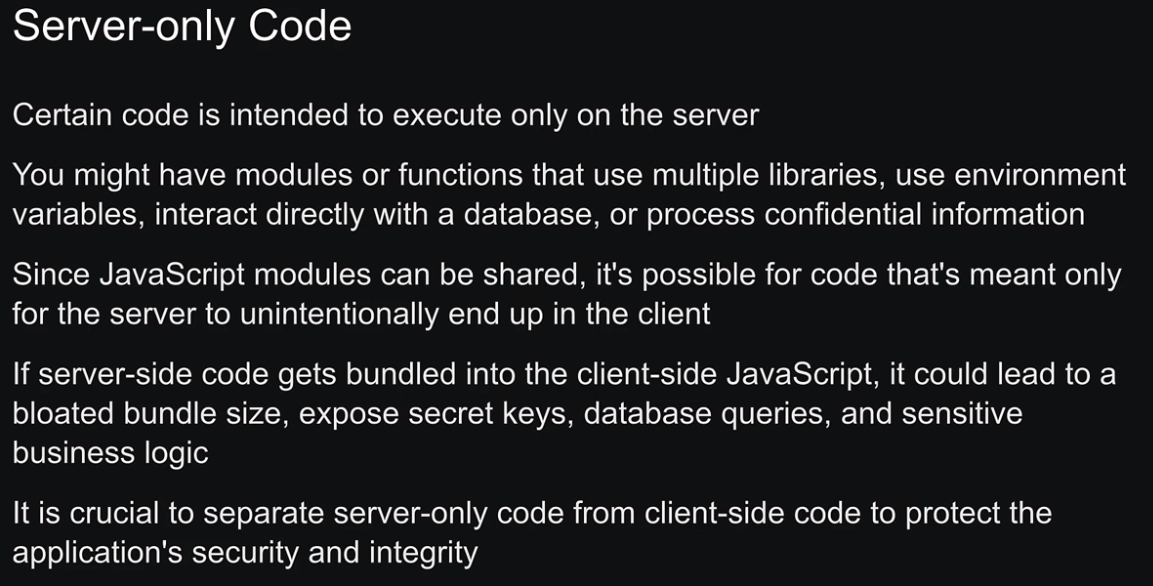 Server-only Code
Certain code is intended to execute only on the server
You might have modules or functions that use multiple libraries, use environment
variables, interact directly with a database, or process confidential information
Since JavaScript modules can be shared, it's possible for code that's meant only
for the server to unintentionally end up in the client
If server-side code gets bundled into the client-side JavaScript, it could lead to a
bloated bundle size, expose secret keys, database queries, and sensitive
business logic
It is crucial to separate server-only code from client-side code to protect the
application's security and integrity